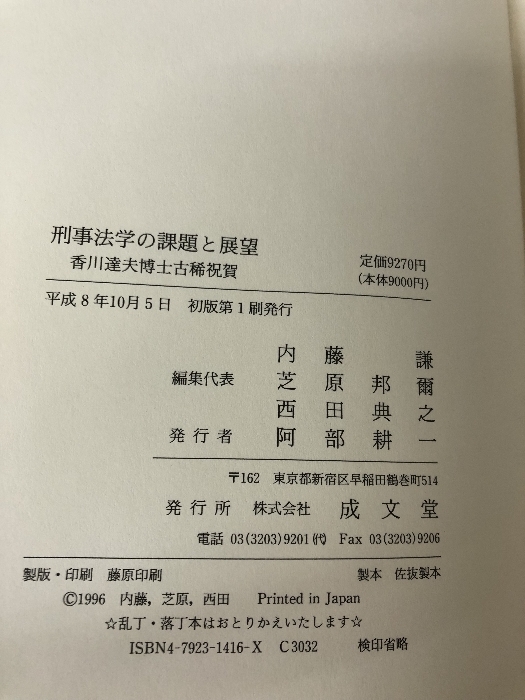 刑事法学の課題と展望
香川達夫博士古稀祝賀
定価9270円
(本体9000円)
平成8年10月5日 初版第1刷発行
内藤 謙
編集代表 芝原邦爾
西田典之
発行者 阿部耕一
〒162 東京都新宿区早稲田鶴巻町514
発行所 株式会社 成文堂
電話 03(3203)9201(代) Fax 03(3203)9206
製版・印刷 藤原印刷 製本 佐抜製本
©1996 内藤, 芝原, 西田 Printed in Japan
☆乱丁・落丁本はおとりかえいたします☆
ISBN4-7923-1416-X C3032 検印省略